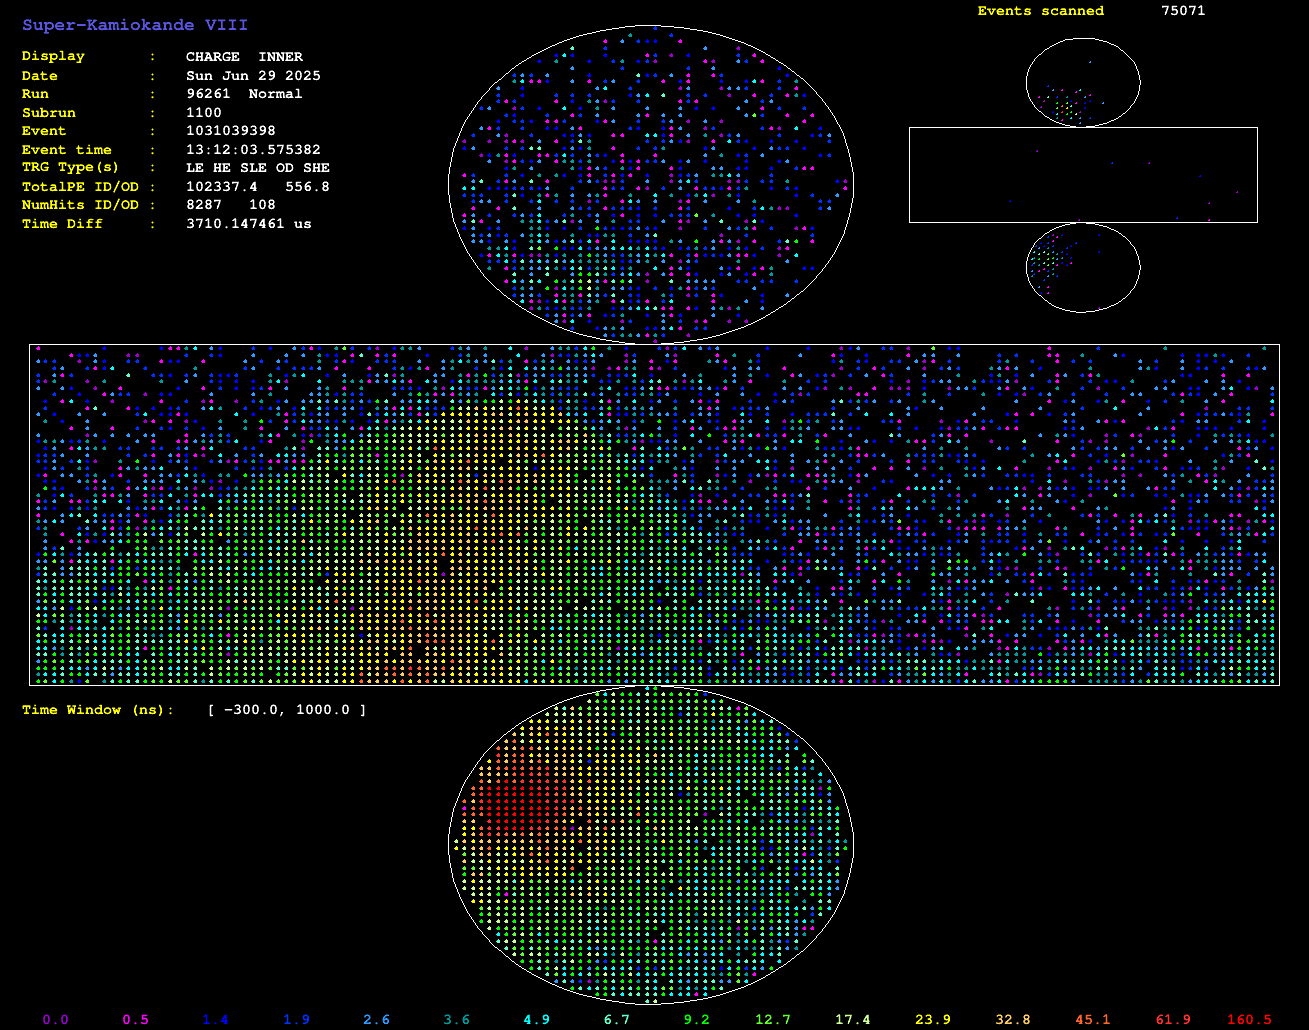 Super-Kamiokande VIII
Events scanned 75071
Display : CHARGE INNER
Date : Sun Jun 29 2025
Run : 96261 Normal
Subrun : 1100
Event : 1031039398
Event time : 13:12:03.575382
TRG Type(s) : LE HE SLE OD SHE
TotalPE ID/OD : 102337.4 556.8
NumHits ID/OD : 8287 108
Time Diff : 3710.147461 us
Time Window (ns): [ -300.0, 1000.0 ]
0.0 0.5 1.4 1.9 2.6 3.6 4.9 6.7 9.2 12.7 17.4 23.9 32.8 45.1 61.9 160.5